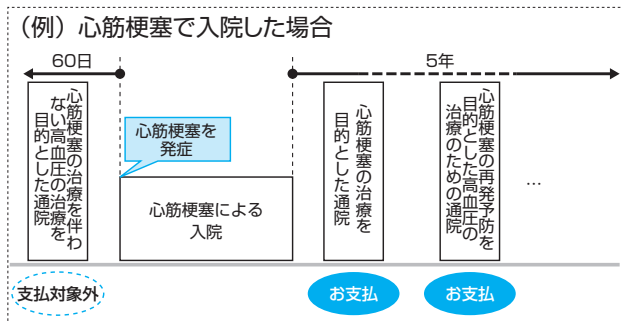 （例）心筋梗塞で入院した場合
60日
5年
心筋梗塞の治療を伴わ
ない高血圧の治療を
目的とした通院
心筋梗塞を
発症
心筋梗塞による
入院
心筋梗塞の治療を
目的とした通院
心筋梗塞の再発予防を
目的とした高血圧の
治療のための通院
…
支払対象外
お支払
お支払